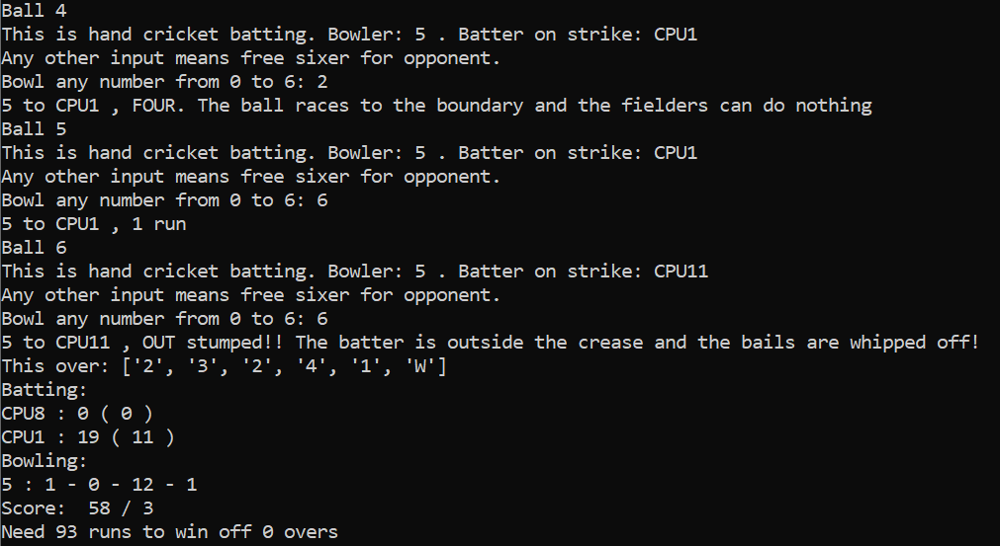 Ball 4
This is hand cricket batting. Bowler: 5 . Batter on strike: CPU1
Any other input means free sixer for opponent.
Bowl any number from 0 to 6: 2
5 to CPU1 , FOUR. The ball races to the boundary and the fielders can do nothing
Ball 5
This is hand cricket batting. Bowler: 5 . Batter on strike: CPU1
Any other input means free sixer for opponent.
Bowl any number from 0 to 6: 6
5 to CPU1 , 1 run
Ball 6
This is hand cricket batting. Bowler: 5 . Batter on strike: CPU11
Any other input means free sixer for opponent.
Bowl any number from 0 to 6: 6
5 to CPU11 , OUT stumped!! The batter is outside the crease and the bails are whipped off!
This over: ['2', '3', '2', '4', '1', 'W']
Batting:
CPU8 : 0 ( 0 )
CPU1 : 19 ( 11 )
Bowling:
5 : 1 - 0 - 12 - 1
Score:  58 / 3
Need 93 runs to win off 0 overs